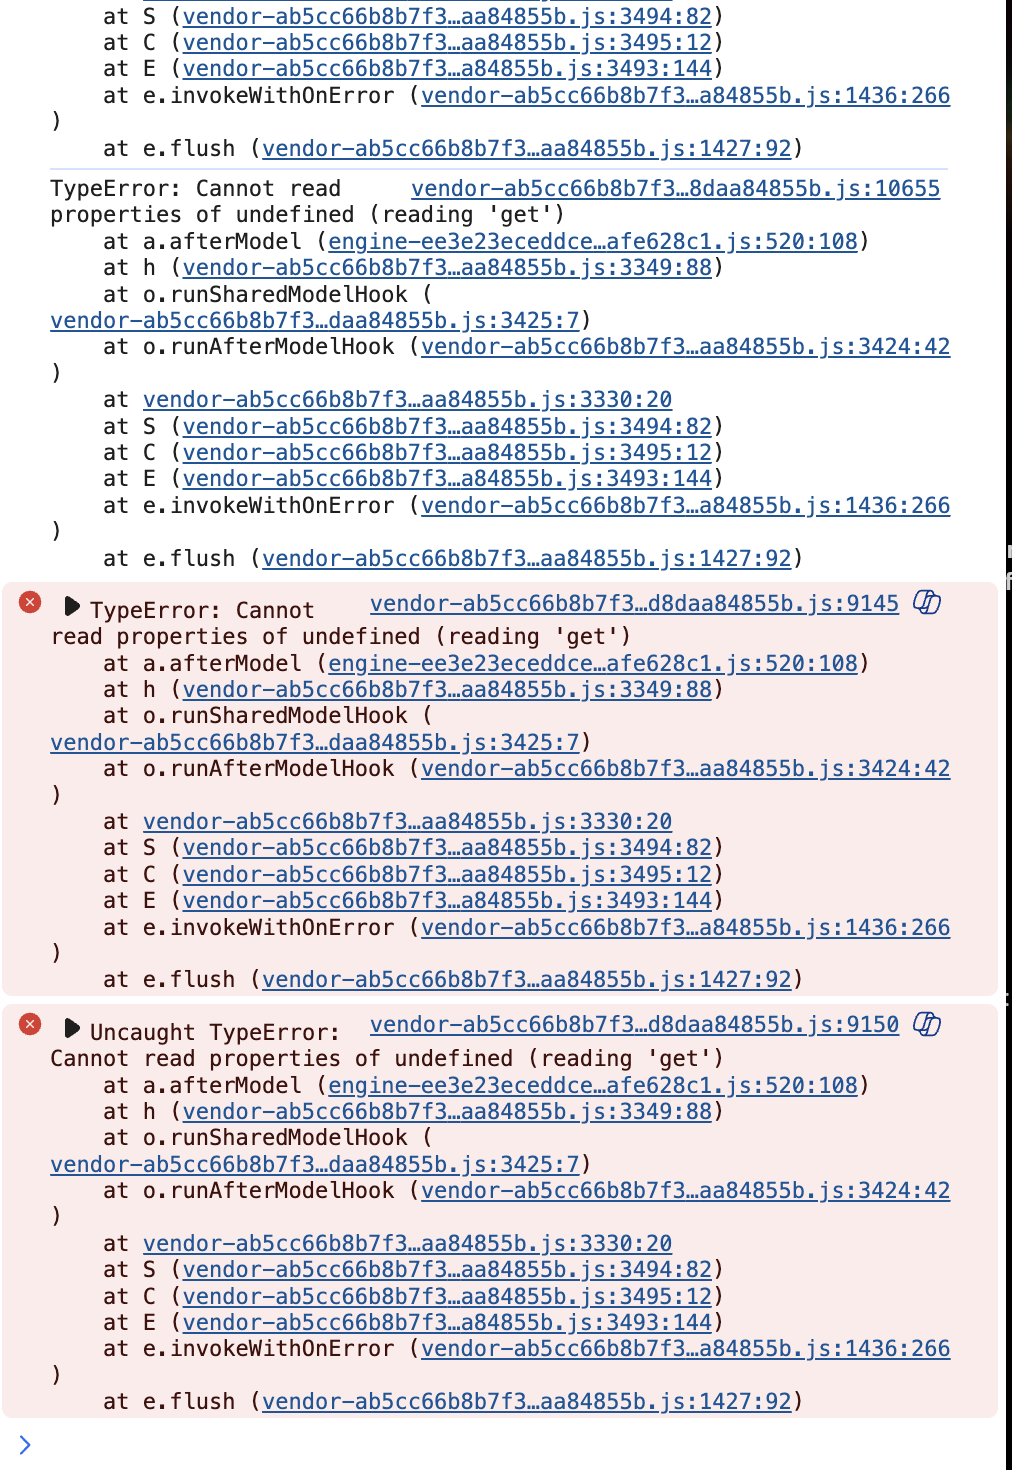 at S (vendor-ab5cc66b8b7f3…aa84855b.js:3494:82)
at C (vendor-ab5cc66b8b7f3…aa84855b.js:3495:12)
at E (vendor-ab5cc66b8b7f3…a84855b.js:3493:144)
at e.invokeWithOnError (vendor-ab5cc66b8b7f3…a84855b.js:1436:266
)
at e.flush (vendor-ab5cc66b8b7f3…aa84855b.js:1427:92)
TypeError: Cannot read vendor-ab5cc66b8b7f3…8daa84855b.js:10655
properties of undefined (reading 'get')
at a.afterModel (engine-ee3e23eceddce…afe628c1.js:520:108)
at h (vendor-ab5cc66b8b7f3…aa84855b.js:3349:88)
at o.runSharedModelHook (
vendor-ab5cc66b8b7f3…daa84855b.js:3425:7)
at o.runAfterModelHook (vendor-ab5cc66b8b7f3…aa84855b.js:3424:42
)
at vendor-ab5cc66b8b7f3…aa84855b.js:3330:20
at S (vendor-ab5cc66b8b7f3…aa84855b.js:3494:82)
at C (vendor-ab5cc66b8b7f3…aa84855b.js:3495:12)
at E (vendor-ab5cc66b8b7f3…a84855b.js:3493:144)
at e.invokeWithOnError (vendor-ab5cc66b8b7f3…a84855b.js:1436:266
)
at e.flush (vendor-ab5cc66b8b7f3…aa84855b.js:1427:92)
TypeError: Cannot vendor-ab5cc66b8b7f3…d8daa84855b.js:9145
read properties of undefined (reading 'get')
at a.afterModel (engine-ee3e23eceddce…afe628c1.js:520:108)
at h (vendor-ab5cc66b8b7f3…aa84855b.js:3349:88)
at o.runSharedModelHook (
vendor-ab5cc66b8b7f3…daa84855b.js:3425:7)
at o.runAfterModelHook (vendor-ab5cc66b8b7f3…aa84855b.js:3424:42
)
at vendor-ab5cc66b8b7f3…aa84855b.js:3330:20
at S (vendor-ab5cc66b8b7f3…aa84855b.js:3494:82)
at C (vendor-ab5cc66b8b7f3…aa84855b.js:3495:12)
at E (vendor-ab5cc66b8b7f3…a84855b.js:3493:144)
at e.invokeWithOnError (vendor-ab5cc66b8b7f3…a84855b.js:1436:266
)
at e.flush (vendor-ab5cc66b8b7f3…aa84855b.js:1427:92)
Uncaught TypeError: vendor-ab5cc66b8b7f3…d8daa84855b.js:9150
Cannot read properties of undefined (reading 'get')
at a.afterModel (engine-ee3e23eceddce…afe628c1.js:520:108)
at h (vendor-ab5cc66b8b7f3…aa84855b.js:3349:88)
at o.runSharedModelHook (
vendor-ab5cc66b8b7f3…daa84855b.js:3425:7)
at o.runAfterModelHook (vendor-ab5cc66b8b7f3…aa84855b.js:3424:42
)
at vendor-ab5cc66b8b7f3…aa84855b.js:3330:20
at S (vendor-ab5cc66b8b7f3…aa84855b.js:3494:82)
at C (vendor-ab5cc66b8b7f3…aa84855b.js:3495:12)
at E (vendor-ab5cc66b8b7f3…a84855b.js:3493:144)
at e.invokeWithOnError (vendor-ab5cc66b8b7f3…a84855b.js:1436:266
)
at e.flush (vendor-ab5cc66b8b7f3…aa84855b.js:1427:92)